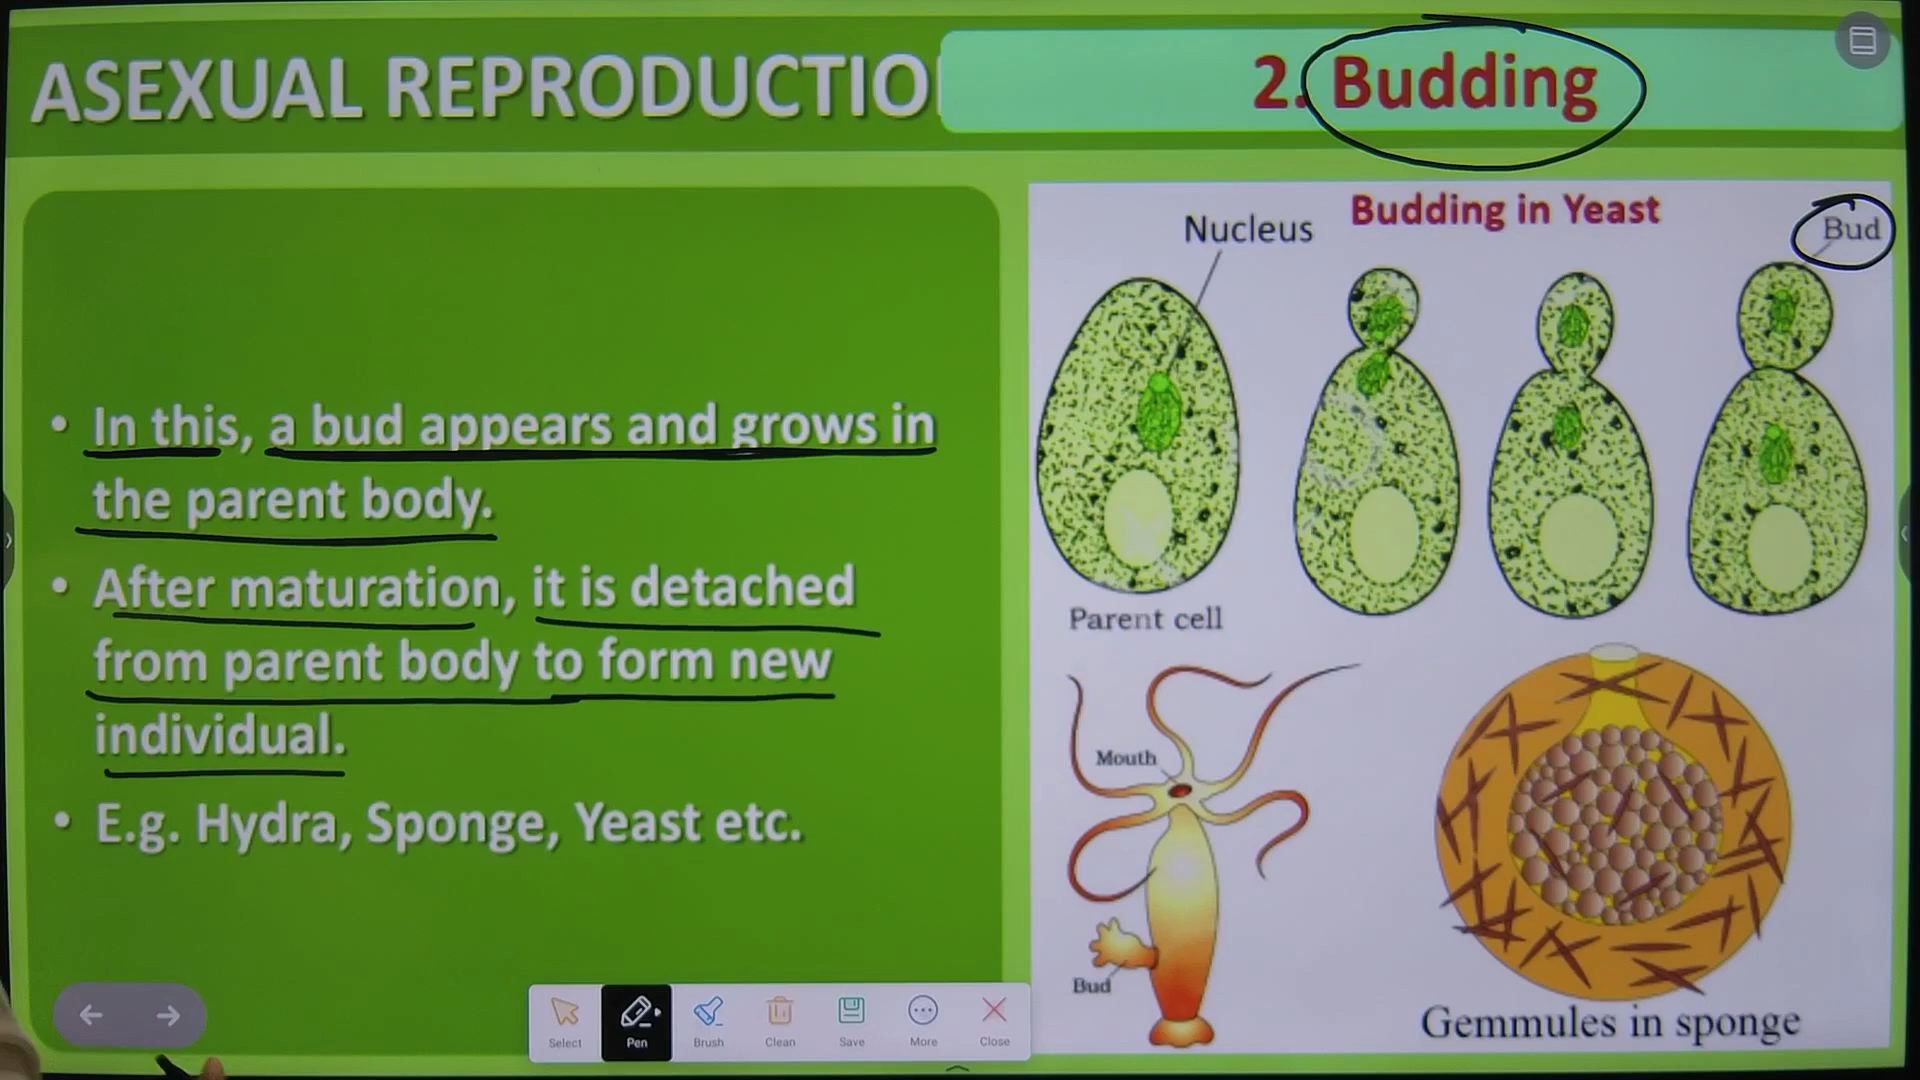 ASEXUAL REPRODUCTIO
2. Budding
Nucleus
Budding in Yeast
Bud
• In this, a bud appears and grows in
the parent body.
• After maturation, it is detached
from parent body to form new
individual.
• E.g. Hydra, Sponge, Yeast etc.
Parent cell
Mouth
Bud
Gemmules in sponge
Select
Pen
Brush
Clean
Save
More
Close